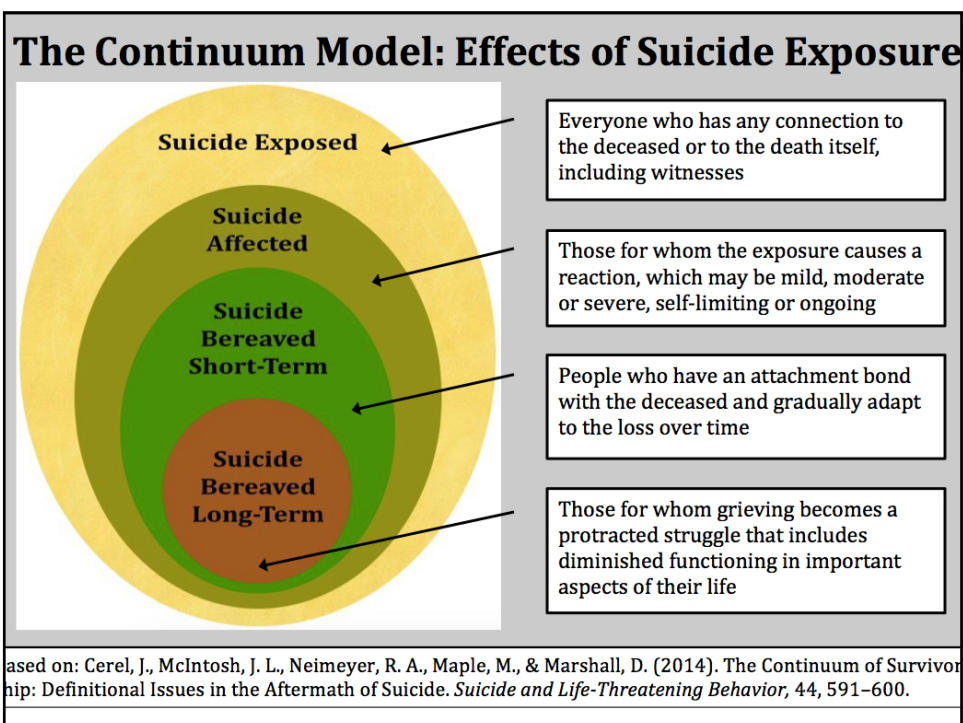 The Continuum Model: Effects of Suicide Exposure
Suicide Exposed
Suicide
Affected
Suicide
Bereaved
Short-Term
Suicide
Bereaved
Long-Term
Everyone who has any connection to
the deceased or to the death itself,
including witnesses
Those for whom the exposure causes a
reaction, which may be mild, moderate
or severe, self-limiting or ongoing
People who have an attachment bond
with the deceased and gradually adapt
to the loss over time
Those for whom grieving becomes a
protracted struggle that includes
diminished functioning in important
aspects of their life
ased on: Cerel, J., McIntosh, J. L., Neimeyer, R. A., Maple, M., & Marshall, D. (2014). The Continuum of Survivor
hip: Definitional Issues in the Aftermath of Suicide. Suicide and Life-Threatening Behavior, 44, 591–600.